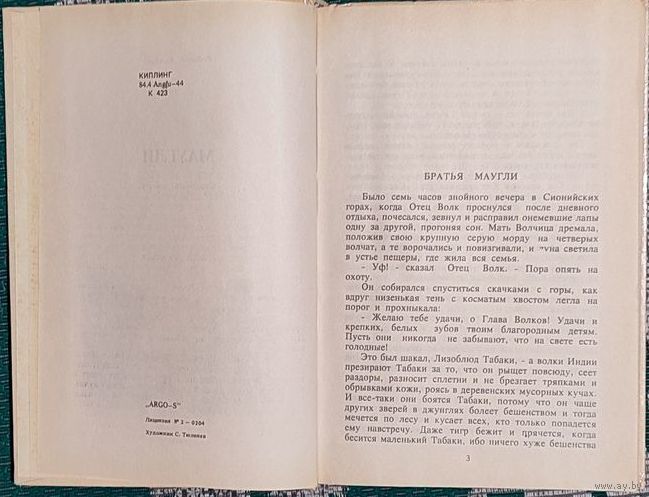 КИПЛИНГ
84.4 Angju-44
К 423
"ARGO-S"
Лицензия № 2-0204
Художник С. Тюленев
БРАТЬЯ МАУГЛИ
Было семь часов знойного вечера в Сионийских
горах, когда Отец Волк проснулся после дневного
отдыха, почесался, зевнул и расправил онемевшие лапы
одну за другой, прогоняя сон. Мать Волчица дремала,
положив свою крупную серую морду на четверых
волчат, а те ворочались и повизгивали, и луна светила
в устье пещеры, где жила вся семья.
- Уф! - сказал Отец Волк. - Пора опять на
охоту.
Он собирался спуститься скачками с горы, как
вдруг низенькая тень с косматым хвостом легла на
порог и прохныкала:
- Желаю тебе удачи, о Глава Волков! Удачи и
крепких, белых зубов твоим благородным детям.
Пусть они никогда не забывают, что на свете есть
голодные!
Это был шакал, Лизоблюд Табаки, - а волки Индии
презирают Табаки за то, что он рыщет повсюду, сеет
раздоры, разносит сплетни и не брезгает тряпками и
обрывками кожи, роясь в деревенских мусорных кучах.
И все-таки они боятся Табаки, потому что он чаще
других зверей в джунглях болеет бешенством и тогда
мечется по лесу и кусает всех, кто только попадется
ему навстречу. Даже тигр бежит и прячется, когда
бесится маленький Табаки, ибо ничего хуже бешенства
3
www.ay.by